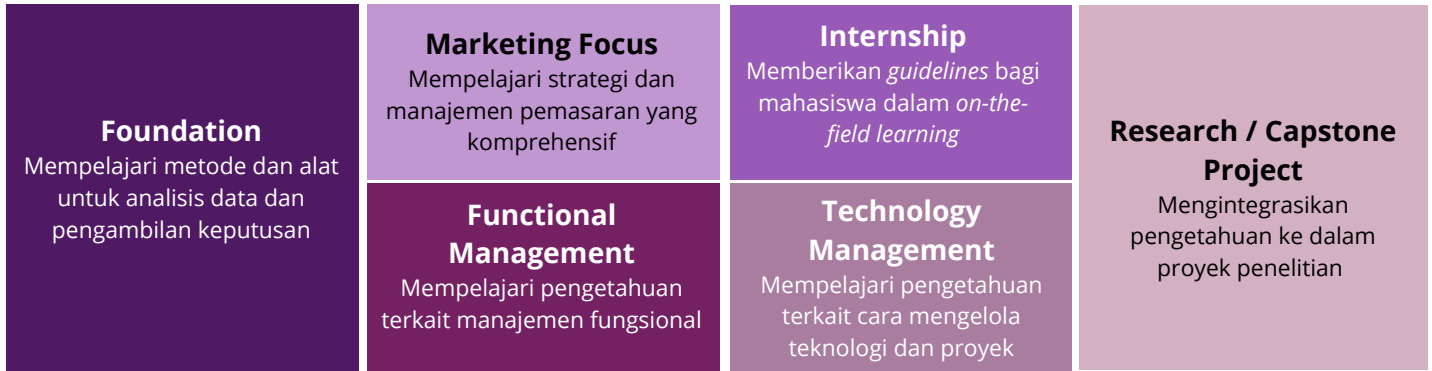 Foundation
Mempelajari metode dan alat
untuk analisis data dan
pengambilan keputusan
Marketing Focus
Mempelajari strategi dan
manajemen pemasaran yang
komprehensif
Functional
Management
Mempelajari pengetahuan
terkait manajemen fungsional
Internship
Memberikan guidelines bagi
mahasiswa dalam on-the-
field learning
Technology
Management
Mempelajari pengetahuan
terkait cara mengelola
teknologi dan proyek
Research / Capstone
Project
Mengintegrasikan
pengetahuan ke dalam
proyek penelitian